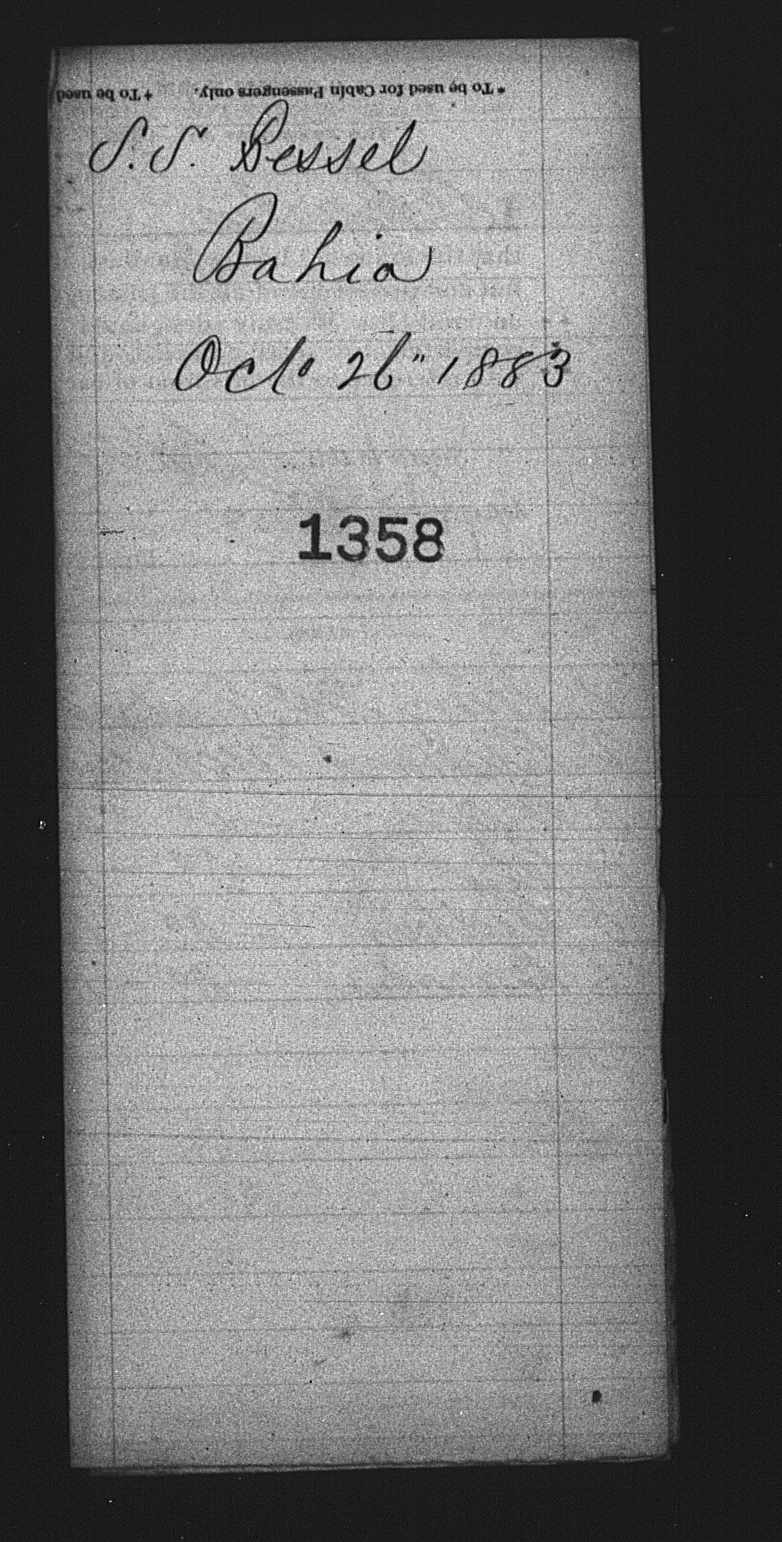 * To be used for Cabin Passengers only. † To be used
S.S. Bessel
Bahia
Oct. 26" 1883
1358